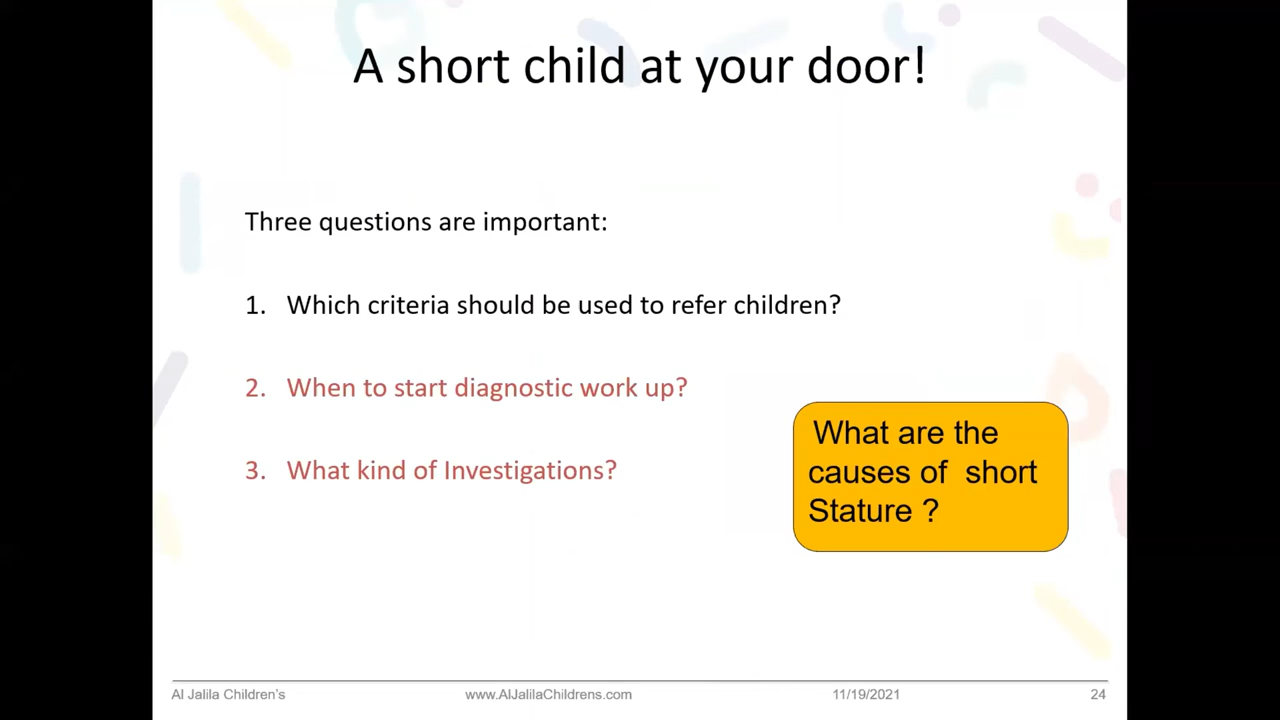 A short child at your door!
Three questions are important:
1. Which criteria should be used to refer children?
2. When to start diagnostic work up?
3. What kind of Investigations?
What are the
causes of  short
Stature ?
Al Jalila Children's
www.AlJalilaChildrens.com
11/19/2021
24